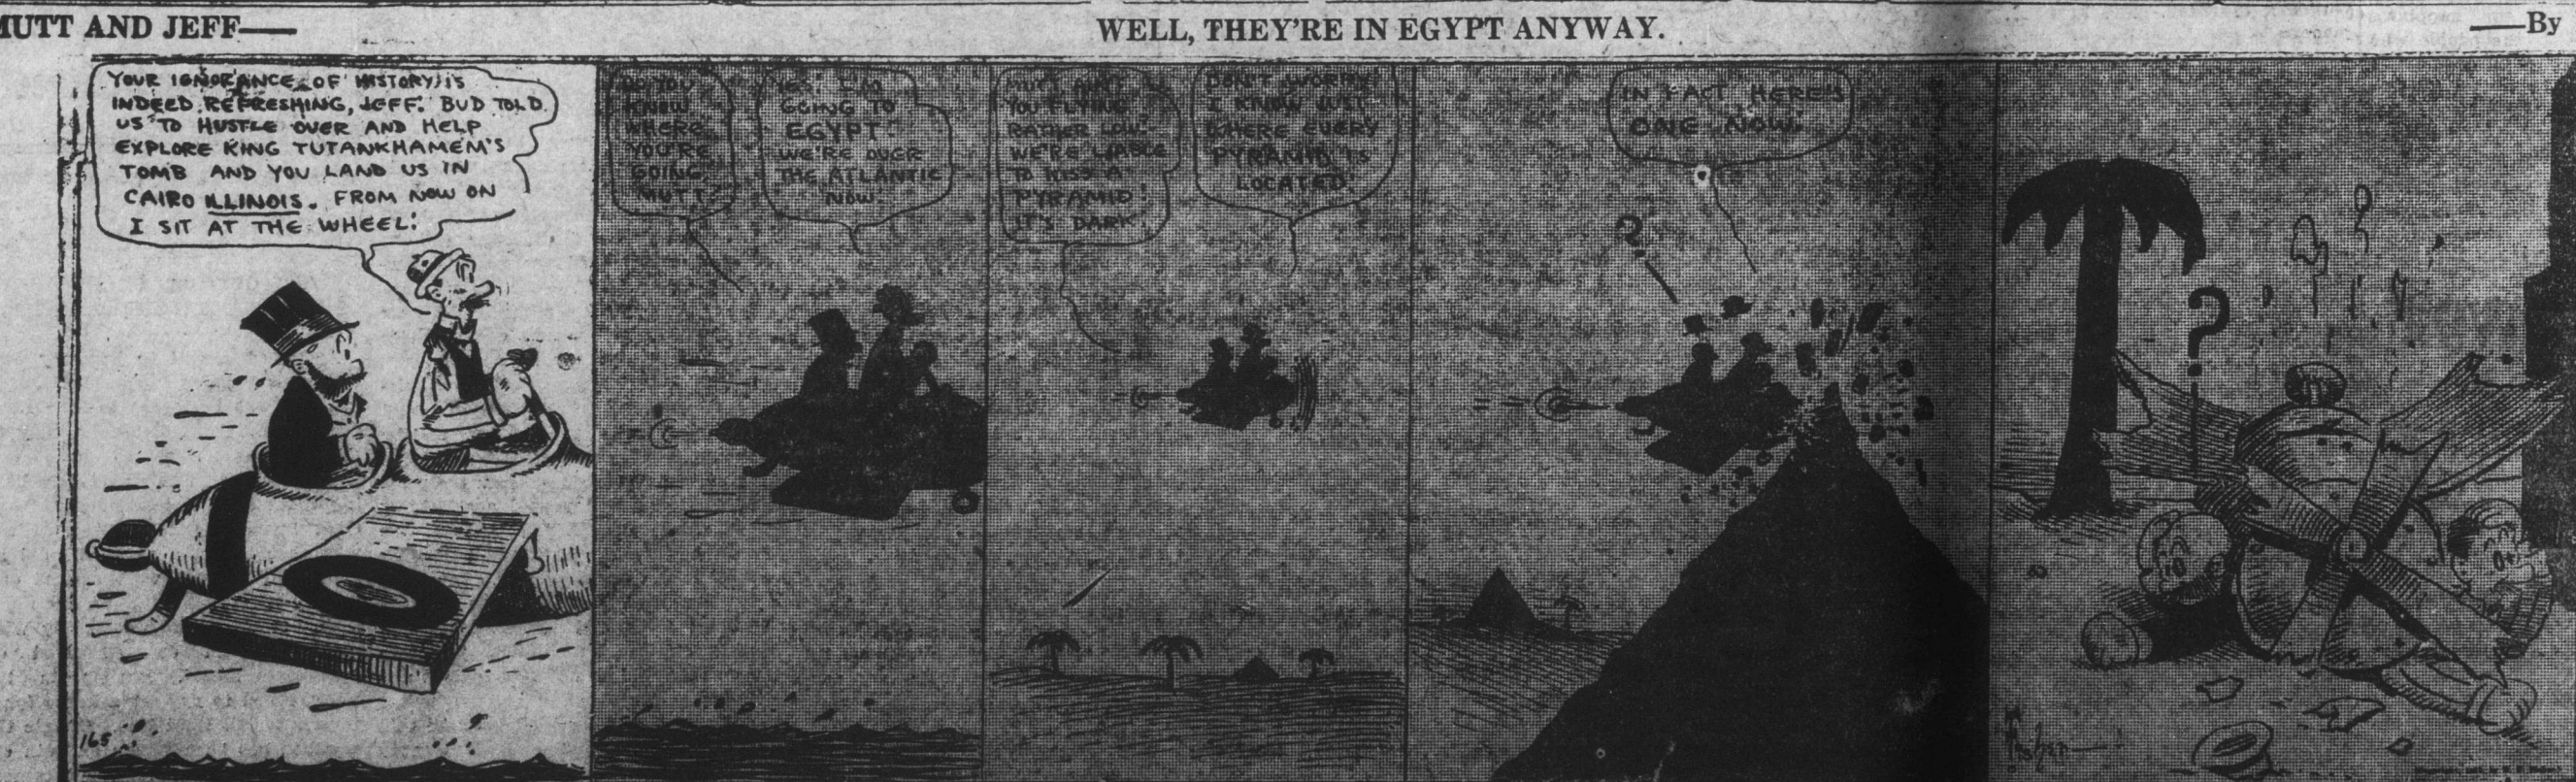 MUTT AND JEFF—
WELL, THEY'RE IN EGYPT ANYWAY.
—By
YOUR IGNORANCE OF HISTORY IS
INDEED REFRESHING, JEFF! BUD TOLD
US TO HUSTLE OVER AND HELP
EXPLORE KING TUTANKHAMEM'S
TOMB AND YOU LAND US IN
CAIRO ILLINOIS. FROM NOW ON
I SIT AT THE WHEEL!
165
DO YOU
KNOW
WHERE
YOU'RE
GOING,
MUTT?
YES! I'M
GOING TO
EGYPT!
WE'RE OVER
THE ATLANTIC
NOW!
MUTT, AIN'T
YOU FLYING
RATHER LOW?
WE'RE LIABLE
TO KISS A
PYRAMID!
IT'S DARK!
DON'T WORRY!
I KNOW JUST
WHERE EVERY
PYRAMID IS
LOCATED!
IN FACT HERE'S
ONE NOW!
?
?
Fisher